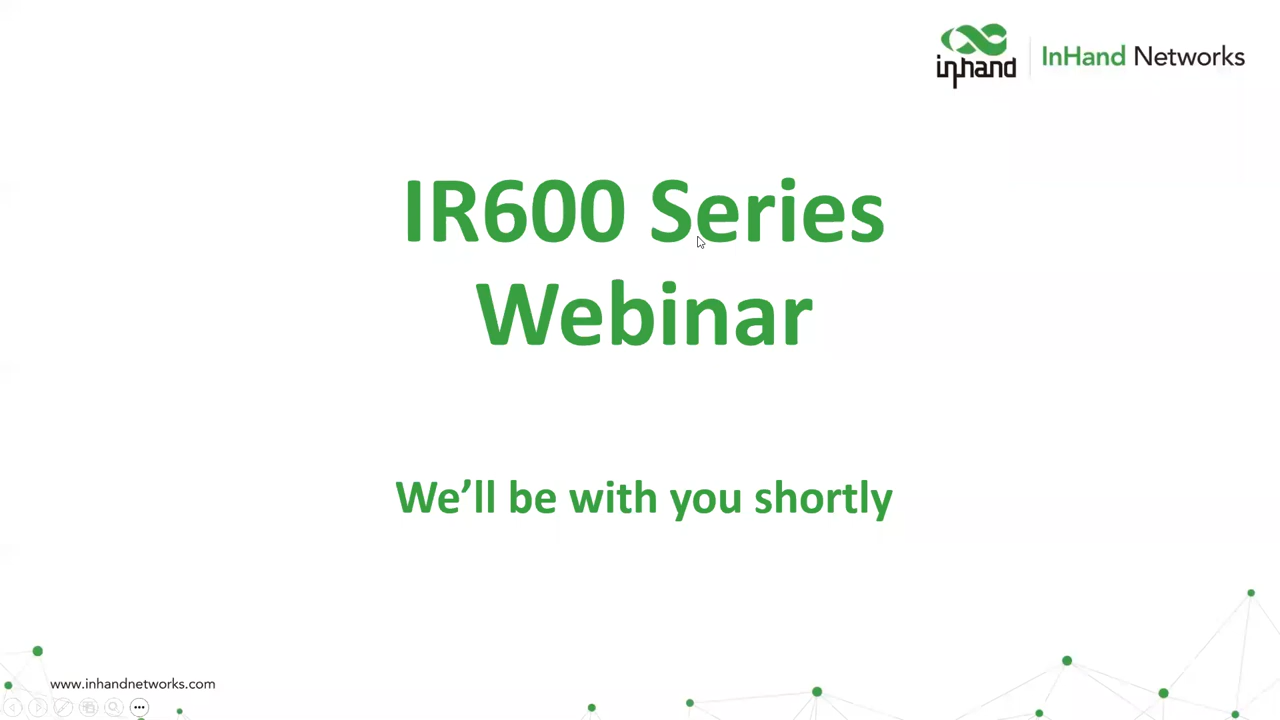 inhand
InHand Networks
IR600 Series
Webinar
We’ll be with you shortly
www.inhandnetworks.com